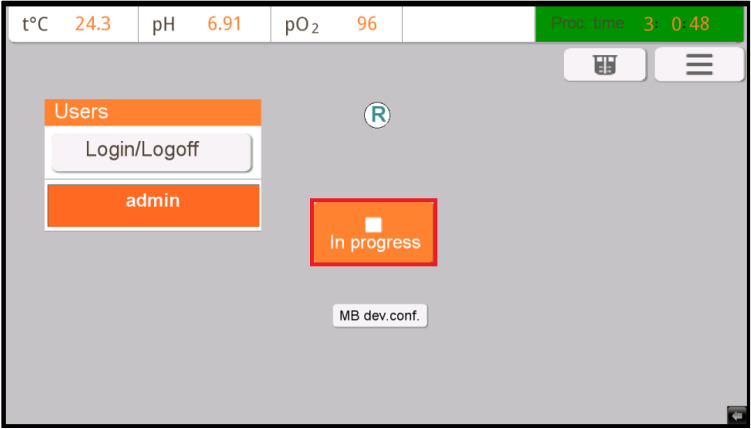 t°C 24.3 pH 6.91 pO2 96 Proc. time 3: 0:48
Users
R
Login/Logoff
admin
In progress
MB dev.conf.